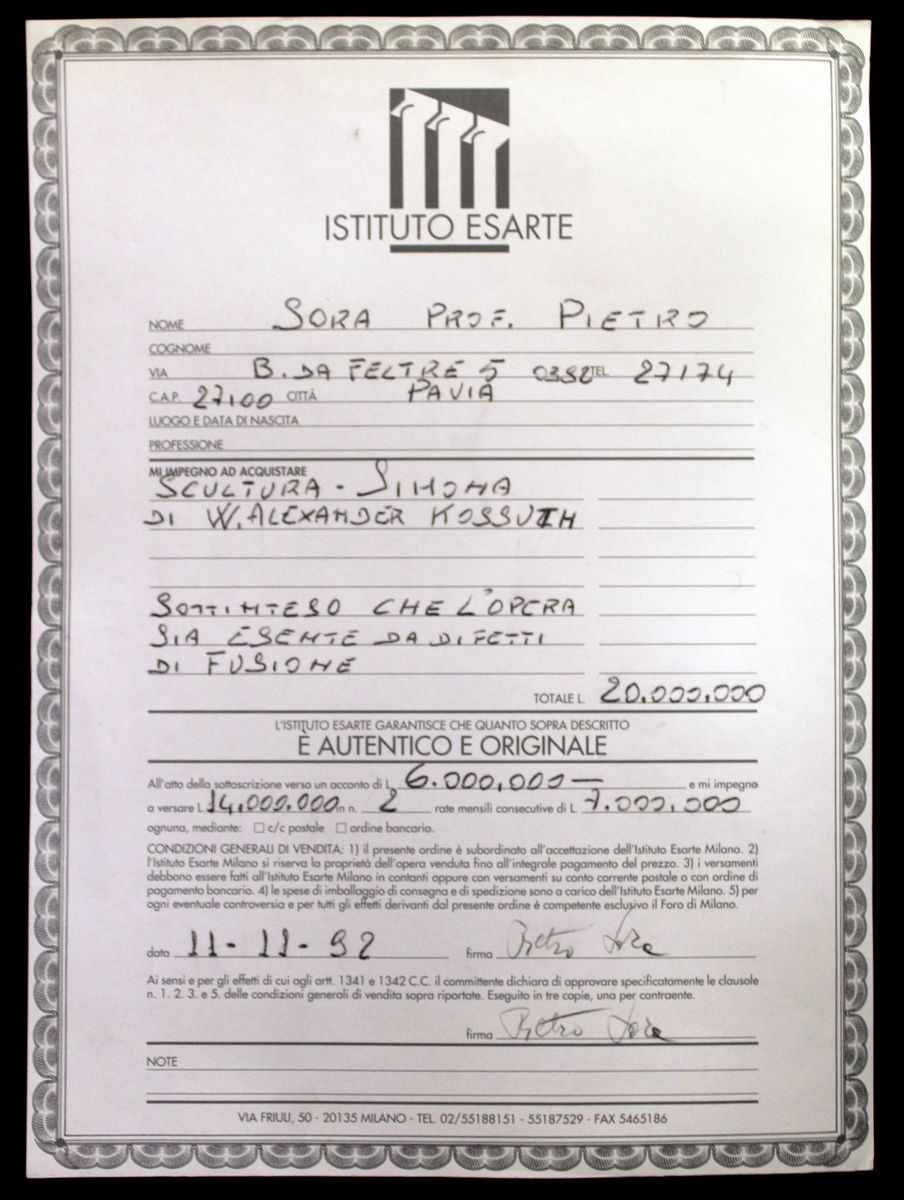 ISTITUTO ESARTE
NOME SORA PROF. PIETRO
COGNOME
VIA B. DA FELTRE 5 0382 TEL. 27174
C.A.P. 27100 CITTÀ PAVIA
LUOGO E DATA DI NASCITA
PROFESSIONE
MI IMPEGNO AD ACQUISTARE
SCULTURA - SIMONA
DI W. ALEXANDER KOSSUTH
SOTTINTESO CHE L'OPERA
SIA ESENTE DA DIFETTI
DI FUSIONE
TOTALE L. 20.000.000
L'ISTITUTO ESARTE GARANTISCE CHE QUANTO SOPRA DESCRITTO
È AUTENTICO E ORIGINALE
All'atto della sottoscrizione verso un acconto di L. 6.000.000 — e mi impegno
a versare L. 14.000.000 in n. 2 rate mensili consecutive di L. 7.000.000
ognuna, mediante: ☐ c/c postale ☐ ordine bancario.
CONDIZIONI GENERALI DI VENDITA: 1) il presente ordine è subordinato all'accettazione dell'Istituto Esarte Milano. 2)
l'Istituto Esarte Milano si riserva la proprietà dell'opera venduta fino all'integrale pagamento del prezzo. 3) i versamenti
debbono essere fatti all'Istituto Esarte Milano in contanti oppure con versamenti su conto corrente postale o con ordine di
pagamento bancario. 4) le spese di imballaggio di consegna e di spedizione sono a carico dell'Istituto Esarte Milano. 5) per
ogni eventuale controversia e per tutti gli effetti derivanti dal presente ordine è competente esclusivo il Foro di Milano.
data 11-11-92 firma Pietro Sora
Ai sensi e per gli effetti di cui agli artt. 1341 e 1342 C.C. il committente dichiara di approvare specificatamente le clausole
n. 1. 2. 3. e 5. delle condizioni generali di vendita sopra riportate. Eseguito in tre copie, una per contraente.
firma Pietro Sora
NOTE
VIA FRIULI, 50 - 20135 MILANO - TEL. 02/55188151 - 55187529 - FAX 5465186